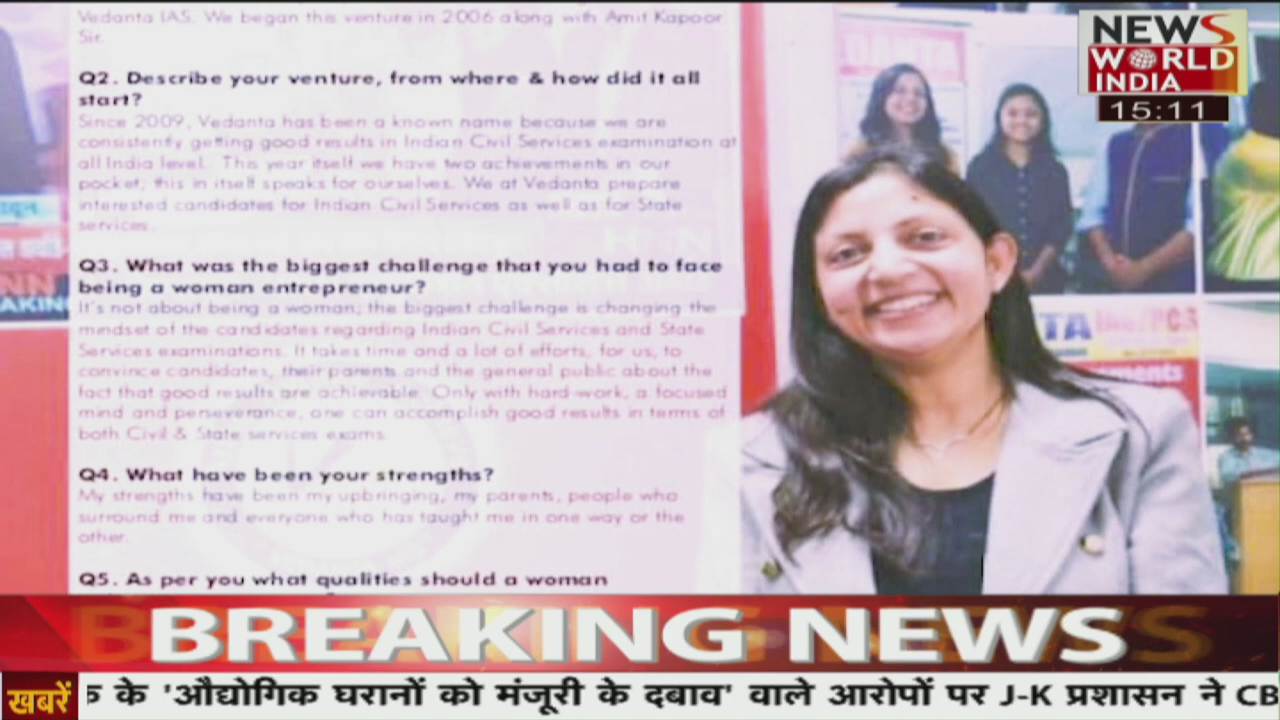 Vedanta IAS. We began this venture in 2006 along with Amit Kapoor
Sir.
Q2. Describe your venture, from where & how did it all
start?
Since 2009, Vedanta has been a known name because we are
consistently getting good results in Indian Civil Services examination at
all India level. This year itself we have two achievements in our
pocket; this in itself speaks for ourselves. We at Vedanta prepare
interested candidates for Indian Civil Services as well as for State
services.
Q3. What was the biggest challenge that you had to face
being a woman entrepreneur?
It's not about being a woman; the biggest challenge is changing the
mindset of the candidates regarding Indian Civil Services and State
Services examinations. It takes time and a lot of efforts, for us, to
convince candidates, their parents and the general public about the
fact that good results are achievable. Only with hard-work, a focused
mind and perseverance, one can accomplish good results in terms of
both Civil & State services exams.
Q4. What have been your strengths?
My strengths have been my upbringing, my parents, people who
surround me and everyone who has taught me in one way or the
other.
Q5. As per you what qualities should a woman
NEWS
WORLD
INDIA
15:11
TA
BREAKING NEWS
खबरें
के 'औद्योगिक घरानों को मंजूरी के दबाव' वाले आरोपों पर J-K प्रशासन ने CB